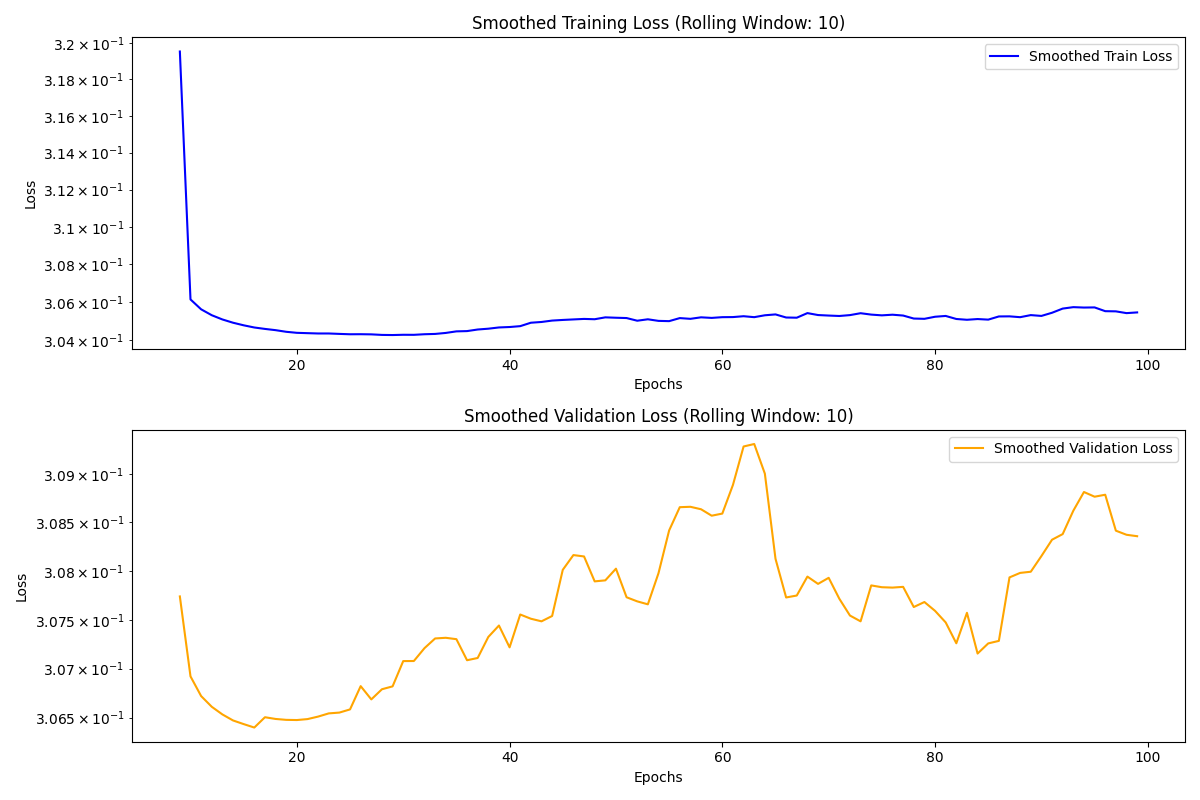 Smoothed Training Loss (Rolling Window: 10)
3.2 × 10⁻¹
3.18 × 10⁻¹
3.16 × 10⁻¹
3.14 × 10⁻¹
3.12 × 10⁻¹
3.1 × 10⁻¹
3.08 × 10⁻¹
3.06 × 10⁻¹
3.04 × 10⁻¹
Loss
Smoothed Train Loss
20 40 60 80 100
Epochs
Smoothed Validation Loss (Rolling Window: 10)
3.09 × 10⁻¹
3.085 × 10⁻¹
3.08 × 10⁻¹
3.075 × 10⁻¹
3.07 × 10⁻¹
3.065 × 10⁻¹
Loss
Smoothed Validation Loss
20 40 60 80 100
Epochs